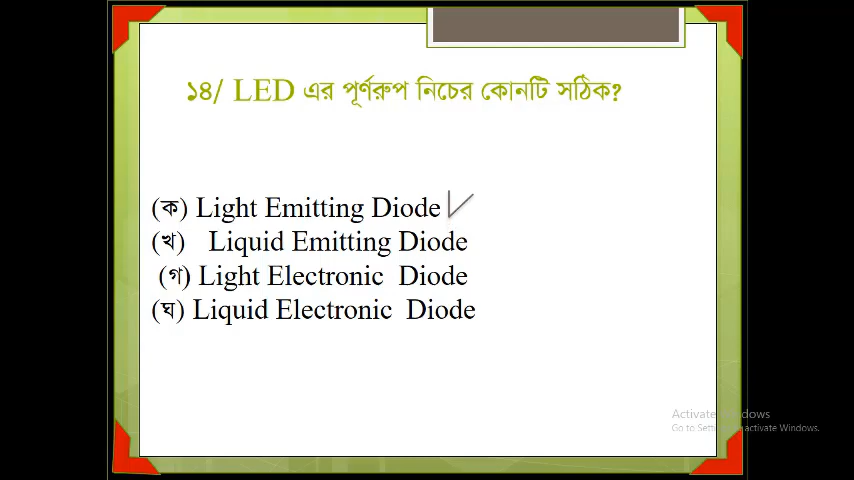 ১৪/ LED এর পূর্ণরুপ নিচের কোনটি সঠিক?
(ক) Light Emitting Diode
(খ) Liquid Emitting Diode
(গ) Light Electronic Diode
(ঘ) Liquid Electronic Diode
Activate Windows
Go to Settings to activate Windows.